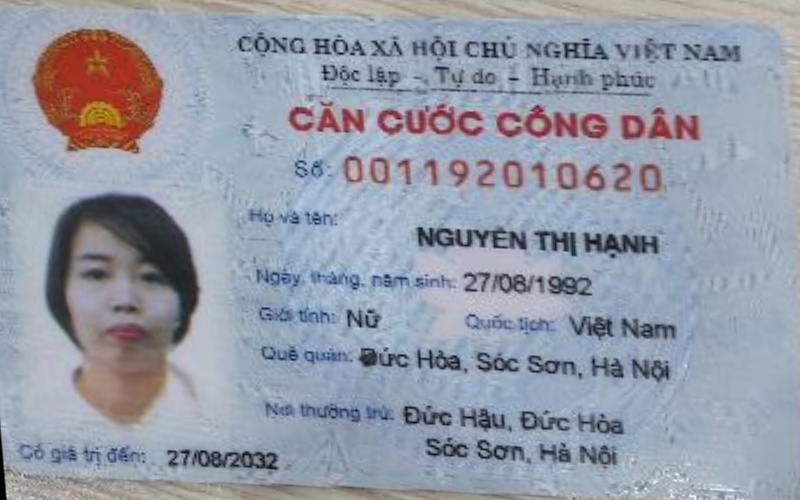 CỘNG HÒA XÃ HỘI CHỦ NGHĨA VIỆT NAM
Độc lập - Tự do - Hạnh phúc
CĂN CƯỚC CÔNG DÂN
Số: 001192010620
Họ và tên:
NGUYỄN THỊ HẠNH
Ngày, tháng, năm sinh: 27/08/1992
Giới tính: Nữ Quốc tịch: Việt Nam
Quê quán: Đức Hòa, Sóc Sơn, Hà Nội
Nơi thường trú: Đức Hậu, Đức Hòa
Sóc Sơn, Hà Nội
Có giá trị đến: 27/08/2032